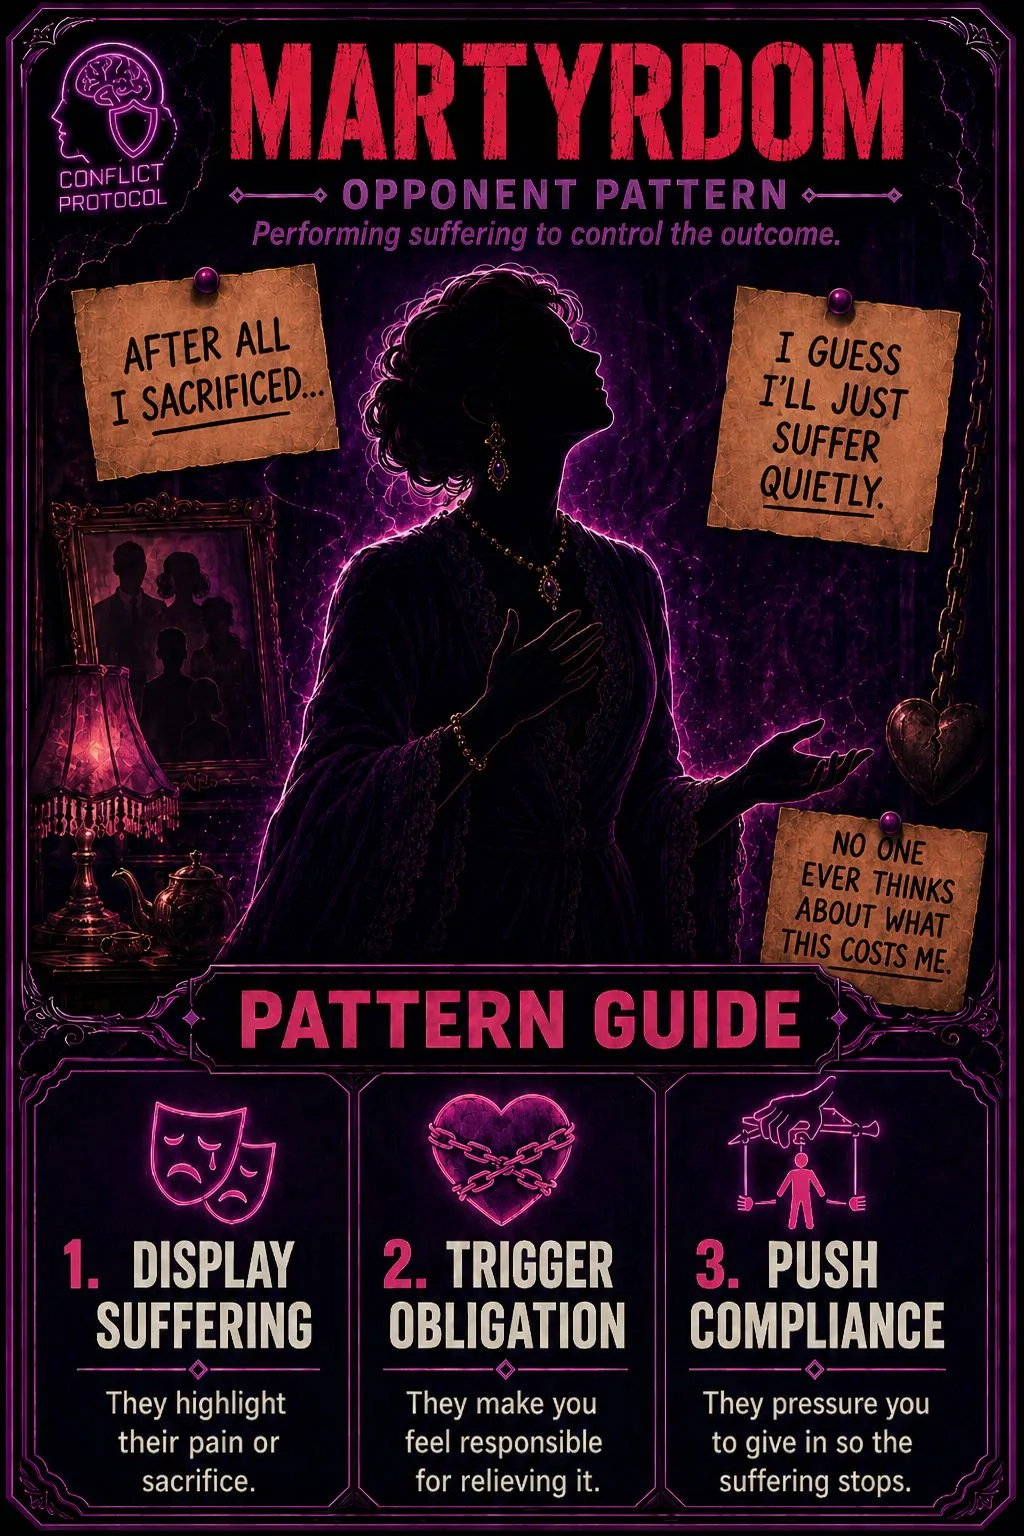 CONFLICT
PROTOCOL
MARTYRDOM
OPPONENT PATTERN
Performing suffering to control the outcome.
AFTER ALL
I SACRIFICED...
I GUESS
I'LL JUST
SUFFER
QUIETLY.
NO ONE
EVER THINKS
ABOUT WHAT
THIS COSTS ME.
PATTERN GUIDE
1. DISPLAY
SUFFERING
They highlight
their pain or
sacrifice.
2. TRIGGER
OBLIGATION
They make you
feel responsible
for relieving it.
3. PUSH
COMPLIANCE
They pressure you
to give in so the
suffering stops.